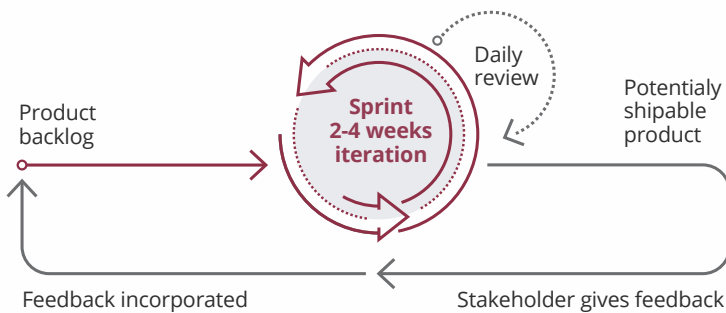 Product
backlog
Sprint
2-4 weeks
iteration
Daily
review
Potentialy
shipable
product
Feedback incorporated
Stakeholder gives feedback